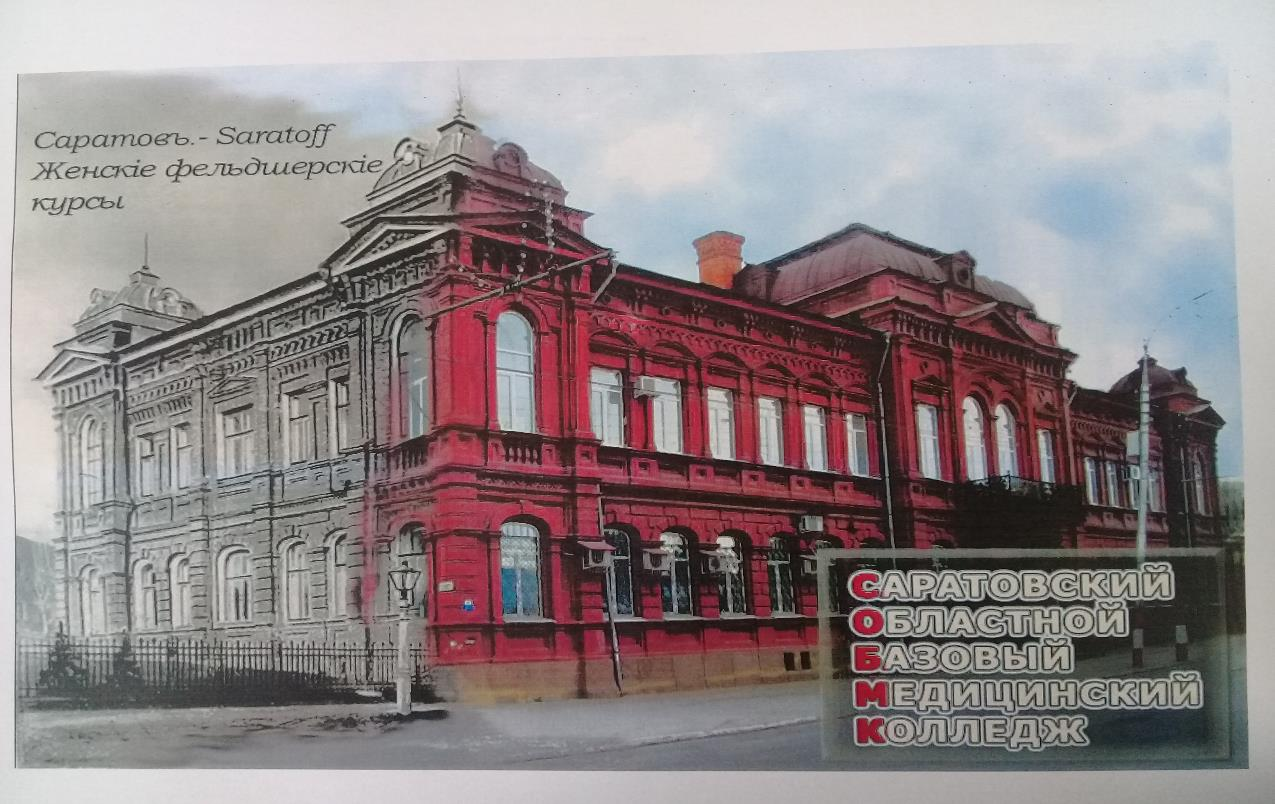 Саратовъ.- Saratoff
Женскіе фельдшерскіе
курсы
САРАТОВСКИЙ
ОБЛАСТНОЙ
БАЗОВЫЙ
МЕДИЦИНСКИЙ
КОЛЛЕДЖ